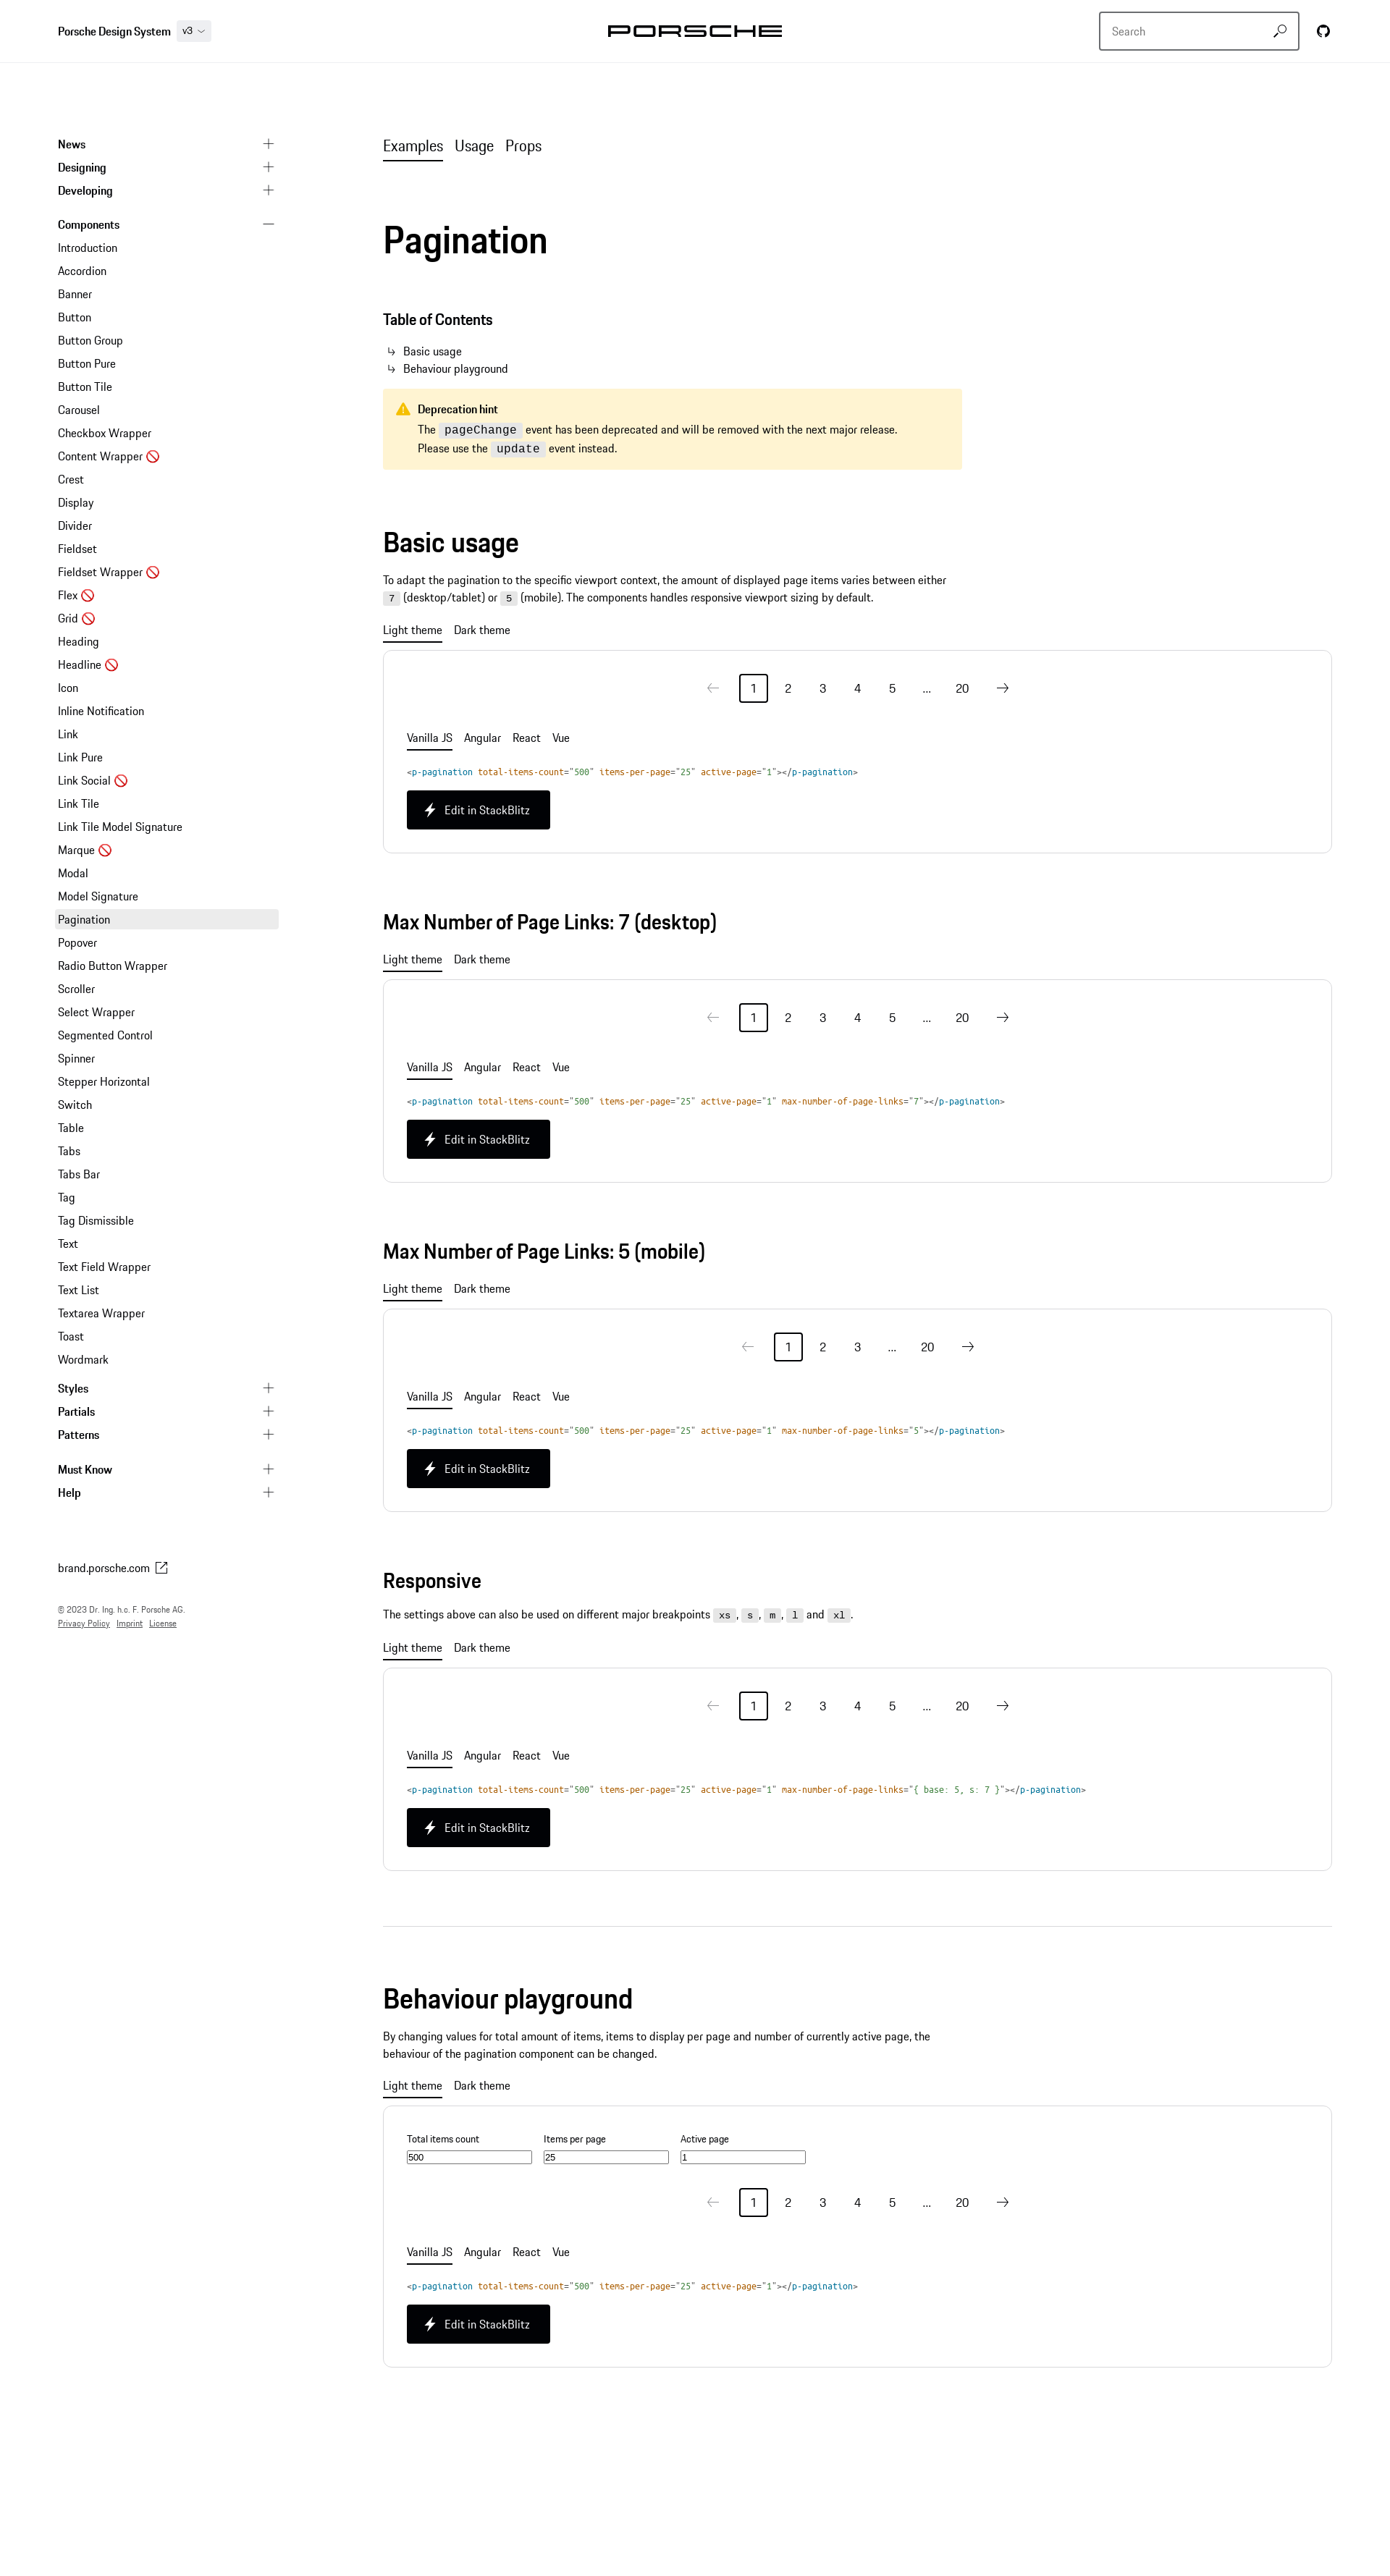 Porsche Design System v3
PORSCHE
Search
News
Designing
Developing
Components
Introduction
Accordion
Banner
Button
Button Group
Button Pure
Button Tile
Carousel
Checkbox Wrapper
Content Wrapper 🚫
Crest
Display
Divider
Fieldset
Fieldset Wrapper 🚫
Flex 🚫
Grid 🚫
Heading
Headline 🚫
Icon
Inline Notification
Link
Link Pure
Link Social 🚫
Link Tile
Link Tile Model Signature
Marque 🚫
Modal
Model Signature
Pagination
Popover
Radio Button Wrapper
Scroller
Select Wrapper
Segmented Control
Spinner
Stepper Horizontal
Switch
Table
Tabs
Tabs Bar
Tag
Tag Dismissible
Text
Text Field Wrapper
Text List
Textarea Wrapper
Toast
Wordmark
Styles
Partials
Patterns
Must Know
Help
brand.porsche.com
© 2023 Dr. Ing. h.c. F. Porsche AG.
Privacy Policy Imprint License
Examples Usage Props
Pagination
Table of Contents
Basic usage
Behaviour playground
Deprecation hint
The pageChange event has been deprecated and will be removed with the next major release.
Please use the update event instead.
Basic usage
To adapt the pagination to the specific viewport context, the amount of displayed page items varies between either
7 (desktop/tablet) or 5 (mobile). The components handles responsive viewport sizing by default.
Light theme Dark theme
1 2 3 4 5 ... 20
Vanilla JS Angular React Vue
<p-pagination total-items-count="500" items-per-page="25" active-page="1"></p-pagination>
Edit in StackBlitz
Max Number of Page Links: 7 (desktop)
Light theme Dark theme
1 2 3 4 5 ... 20
Vanilla JS Angular React Vue
<p-pagination total-items-count="500" items-per-page="25" active-page="1" max-number-of-page-links="7"></p-pagination>
Edit in StackBlitz
Max Number of Page Links: 5 (mobile)
Light theme Dark theme
1 2 3 ... 20
Vanilla JS Angular React Vue
<p-pagination total-items-count="500" items-per-page="25" active-page="1" max-number-of-page-links="5"></p-pagination>
Edit in StackBlitz
Responsive
The settings above can also be used on different major breakpoints xs, s, m, l and xl.
Light theme Dark theme
1 2 3 4 5 ... 20
Vanilla JS Angular React Vue
<p-pagination total-items-count="500" items-per-page="25" active-page="1" max-number-of-page-links="{ base: 5, s: 7 }"></p-pagination>
Edit in StackBlitz
Behaviour playground
By changing values for total amount of items, items to display per page and number of currently active page, the
behaviour of the pagination component can be changed.
Light theme Dark theme
Total items count Items per page Active page
500 25 1
1 2 3 4 5 ... 20
Vanilla JS Angular React Vue
<p-pagination total-items-count="500" items-per-page="25" active-page="1"></p-pagination>
Edit in StackBlitz